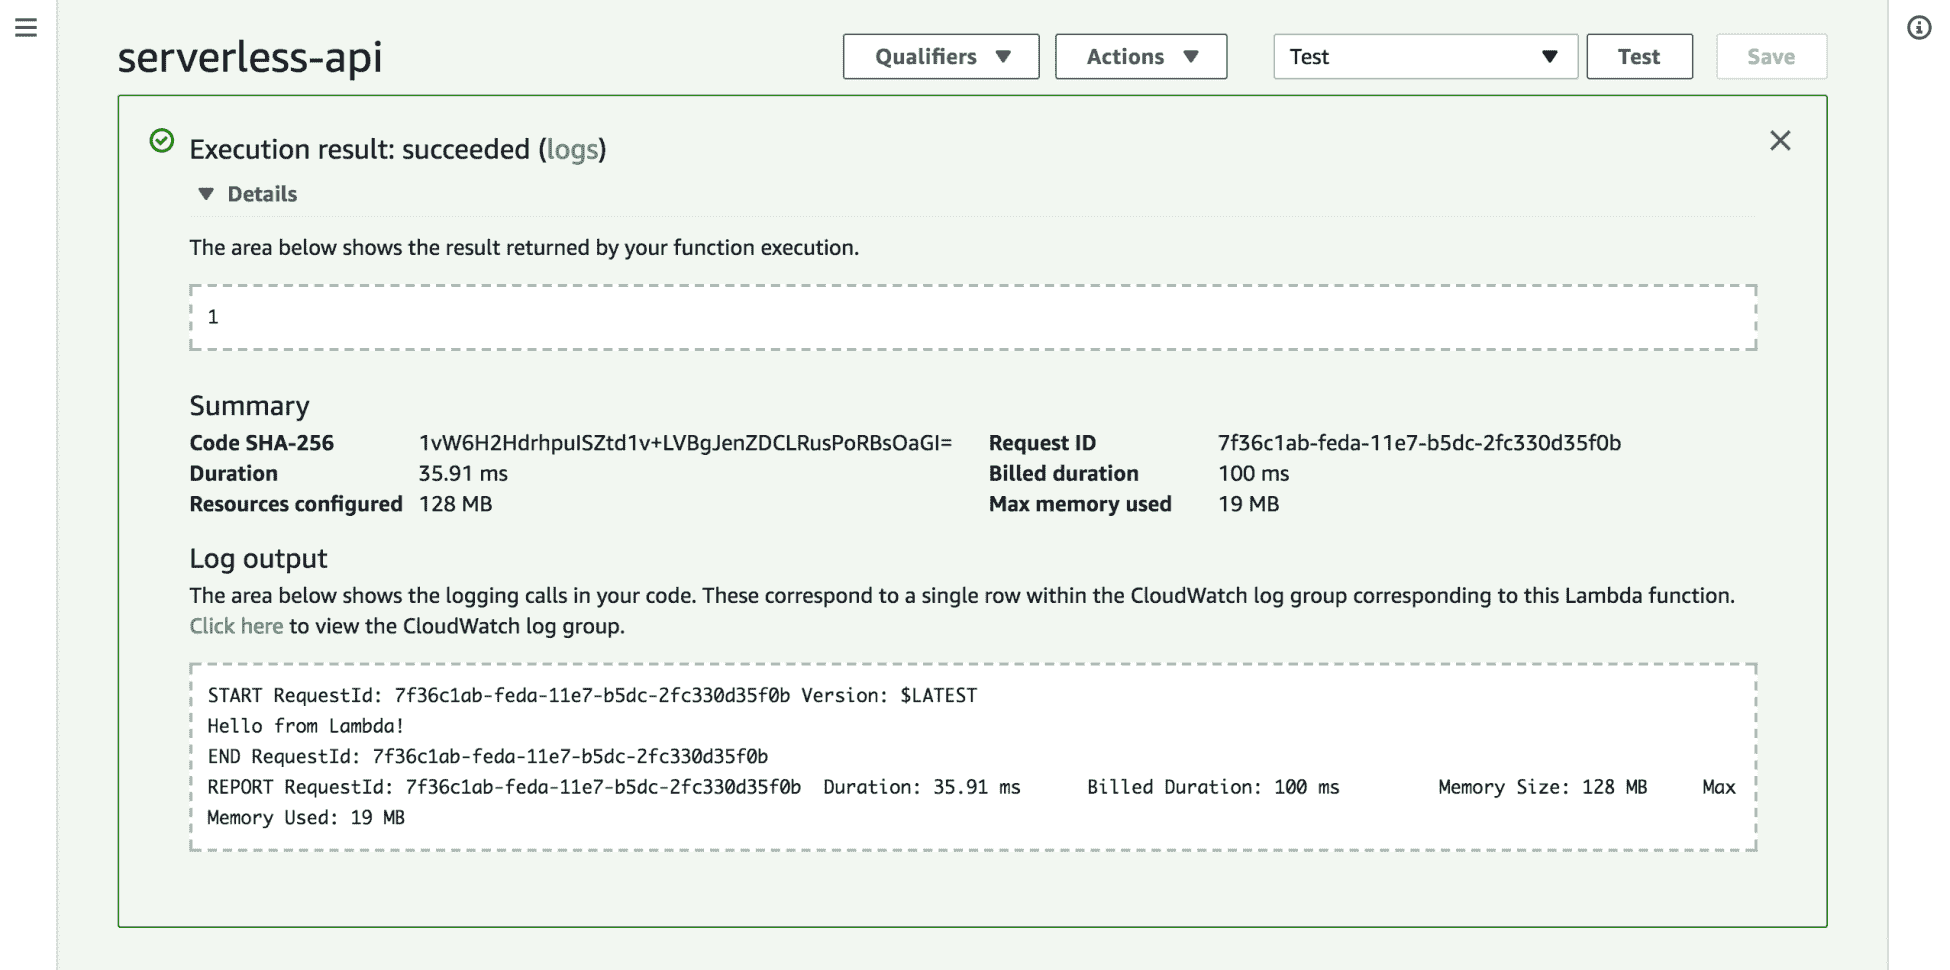 serverless-api
Qualifiers
Actions
Test
Test
Save
Execution result: succeeded (logs)
Details
The area below shows the result returned by your function execution.
1
Summary
Code SHA-256 1vW6H2HdrhpuISZtd1v+LVBgJenZDCLRusPoRBsOaGI= Request ID 7f36c1ab-feda-11e7-b5dc-2fc330d35f0b
Duration 35.91 ms Billed duration 100 ms
Resources configured 128 MB Max memory used 19 MB
Log output
The area below shows the logging calls in your code. These correspond to a single row within the CloudWatch log group corresponding to this Lambda function.
Click here to view the CloudWatch log group.
START RequestId: 7f36c1ab-feda-11e7-b5dc-2fc330d35f0b Version: $LATEST
Hello from Lambda!
END RequestId: 7f36c1ab-feda-11e7-b5dc-2fc330d35f0b
REPORT RequestId: 7f36c1ab-feda-11e7-b5dc-2fc330d35f0b Duration: 35.91 ms Billed Duration: 100 ms Memory Size: 128 MB Max
Memory Used: 19 MB